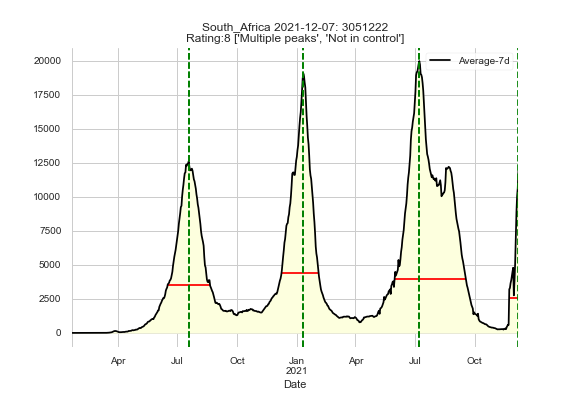 South_Africa 2021-12-07: 3051222
Rating:8 ['Multiple peaks', 'Not in control']
Average-7d
20000
17500
15000
12500
10000
7500
5000
2500
0
Apr Jul Oct Jan Apr Jul Oct
2021
Date